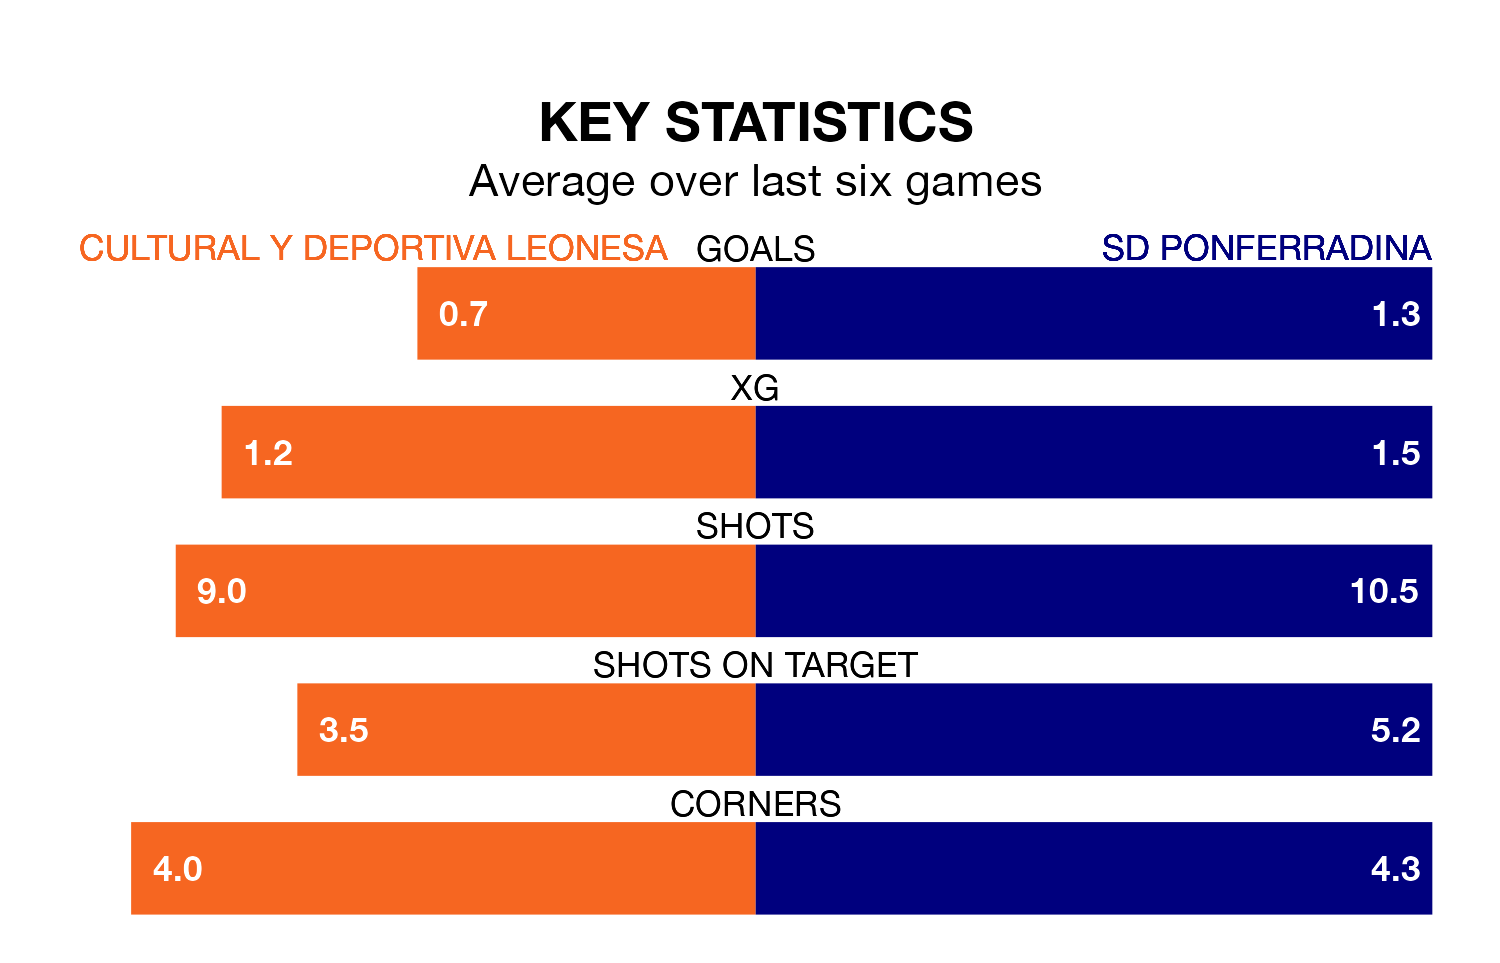 KEY STATISTICS
Average over last six games
CULTURAL Y DEPORTIVA LEONESA GOALS SD PONFERRADINA
0.7 1.3
XG
1.2 1.5
SHOTS
9.0 10.5
SHOTS ON TARGET
3.5 5.2
CORNERS
4.0 4.3